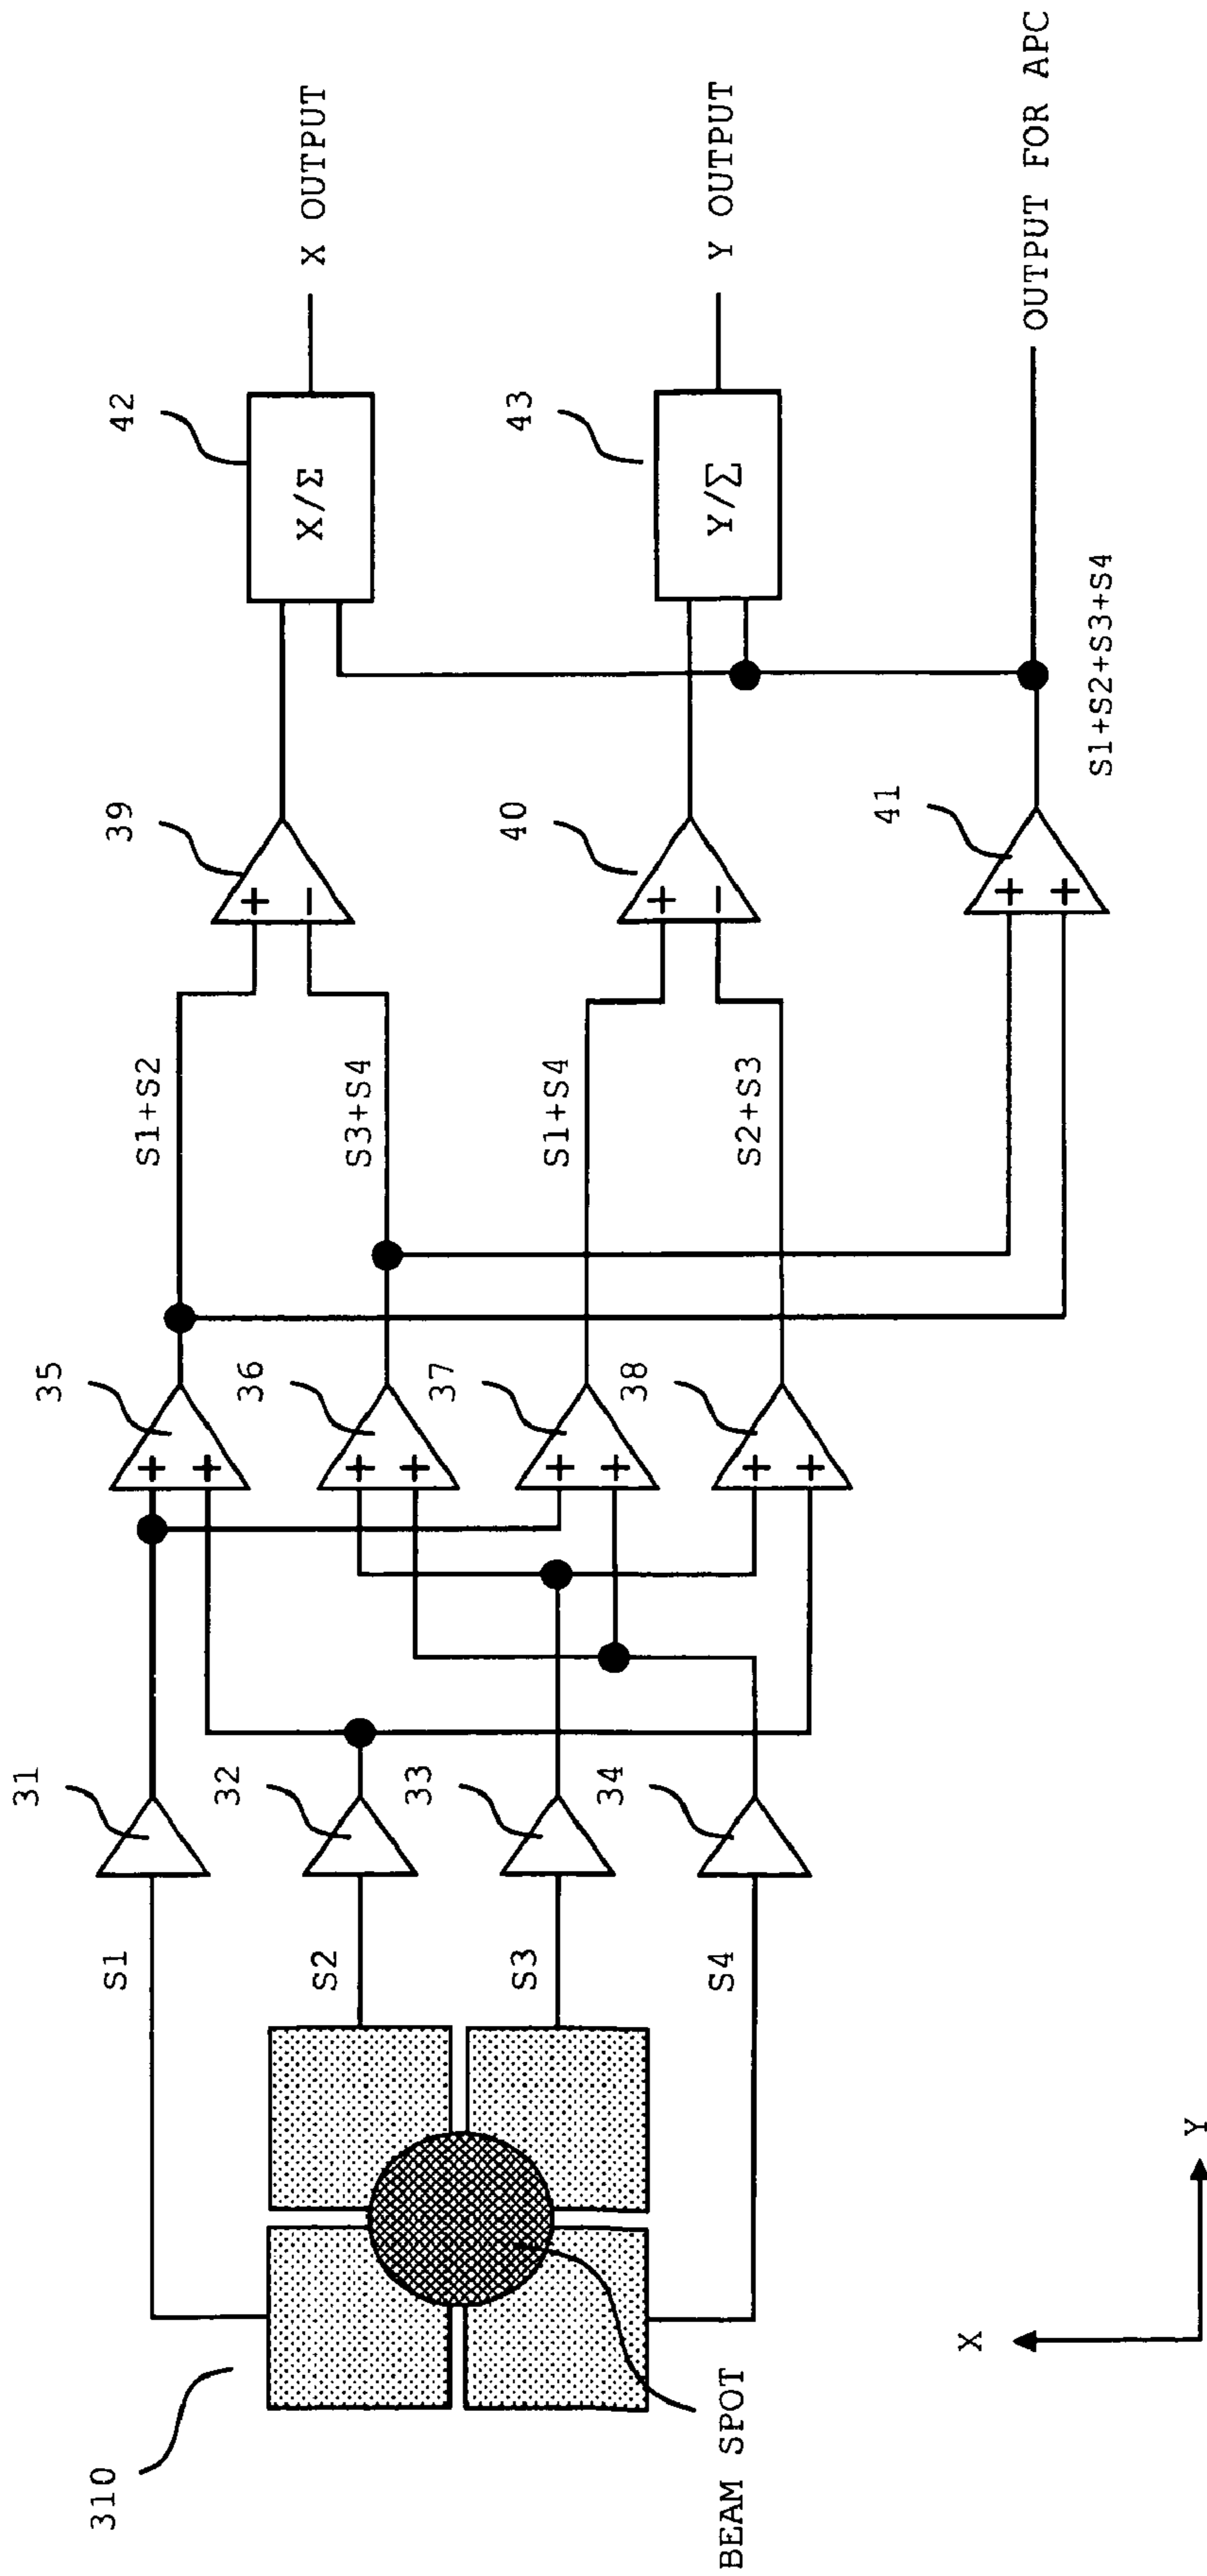 310
BEAM SPOT
S1
S2
S3
S4
31
32
33
34
35
36
37
38
+
+
+
+
+
+
+
+
S1+S2
S3+S4
S1+S4
S2+S3
39
40
41
+
−
+
−
+
+
S1+S2+S3+S4
42
43
X/Σ
Y/Σ
X OUTPUT
Y OUTPUT
OUTPUT FOR APC
X
Y